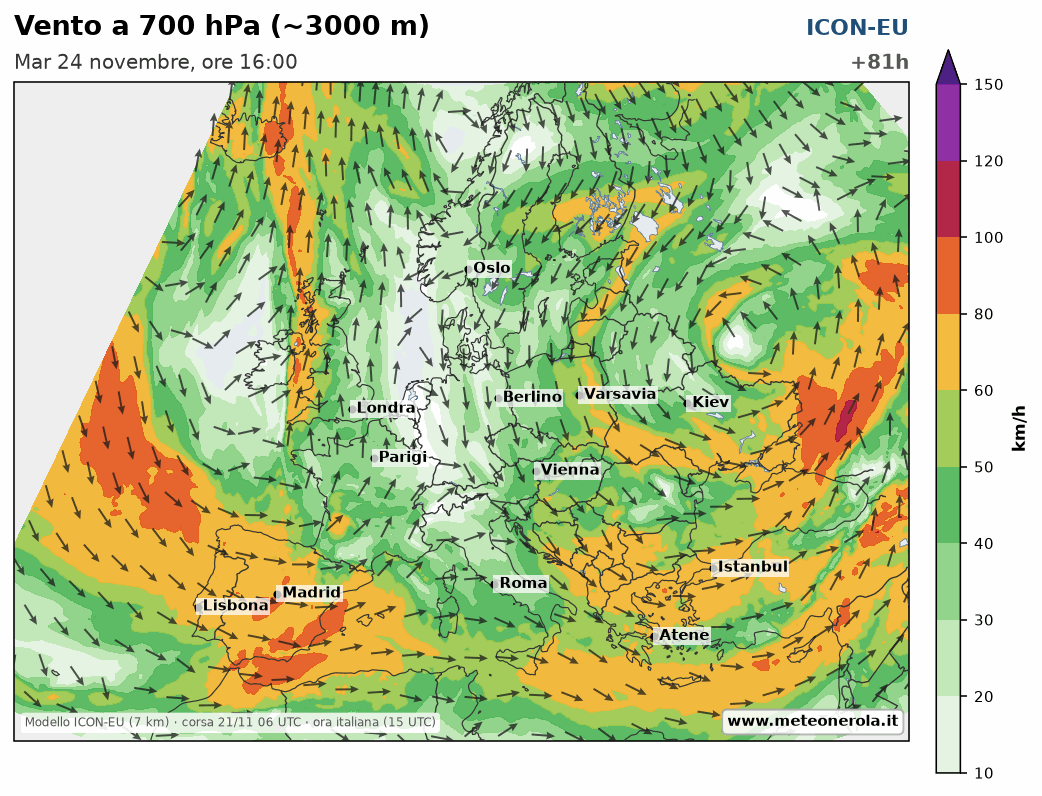 Vento a 700 hPa (~3000 m)
ICON-EU
Mar 24 novembre, ore 16:00
+81h
150
120
100
80
60
50
40
30
20
10
km/h
Oslo
Londra
Berlino
Varsavia
Kiev
Parigi
Vienna
Istanbul
Roma
Madrid
Lisbona
Atene
Modello ICON-EU (7 km) · corsa 21/11 06 UTC · ora italiana (15 UTC)
www.meteonerola.it